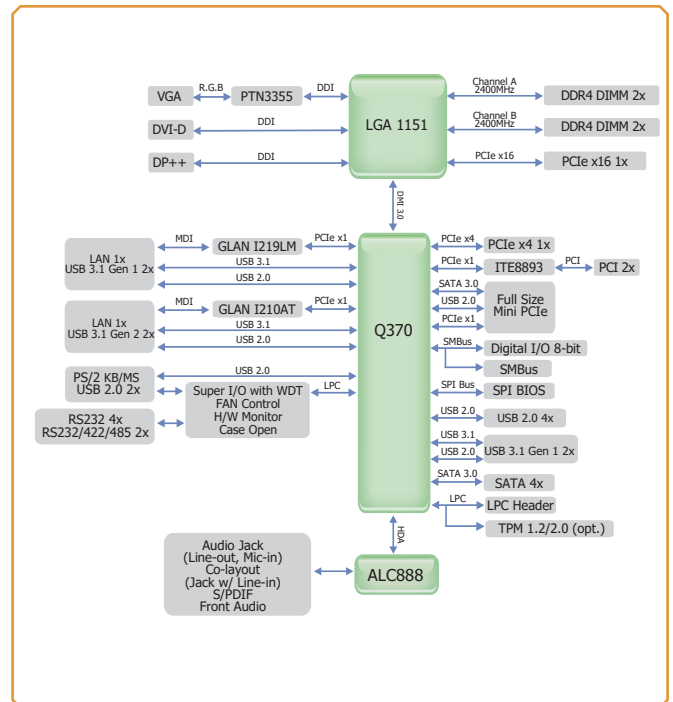 VGA
R.G.B
PTN3355
DDI
DVI-D
DDI
DP++
DDI
LGA 1151
Channel A
2400MHz
DDR4 DIMM 2x
Channel B
2400MHz
DDR4 DIMM 2x
PCIe x16
PCIe x16 1x
DMI 3.0
LAN 1x
USB 3.1 Gen 1 2x
MDI
GLAN I219LM
PCIe x1
USB 3.1
USB 2.0
LAN 1x
USB 3.1 Gen 2 2x
MDI
GLAN I210AT
PCIe x1
USB 3.1
USB 2.0
PS/2 KB/MS
USB 2.0 2x
USB 2.0
Super I/O with WDT
FAN Control
H/W Monitor
Case Open
LPC
RS232 4x
RS232/422/485 2x
Q370
PCIe x4
PCIe x4 1x
PCIe x1
ITE8893
PCI
PCI 2x
SATA 3.0
USB 2.0
PCIe x1
Full Size
Mini PCIe
SMBus
Digital I/O 8-bit
SMBus
SPI Bus
SPI BIOS
USB 2.0
USB 2.0 4x
USB 3.1
USB 2.0
USB 3.1 Gen 1 2x
SATA 3.0
SATA 4x
LPC
LPC Header
TPM 1.2/2.0 (opt.)
HDA
Audio Jack
(Line-out, Mic-in)
Co-layout
(Jack w/ Line-in)
S/PDIF
Front Audio
ALC888